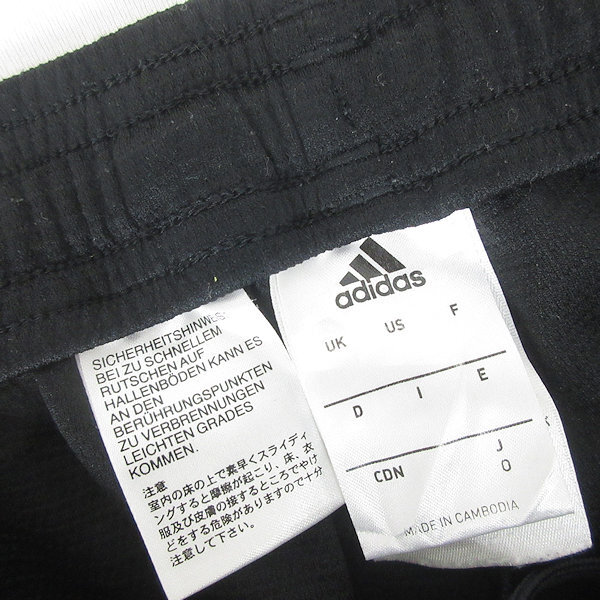 SICHERHEITSHINWEIS:
BEI ZU SCHNELLEM
RUTSCHEN AUF
HALLENBÖDEN KANN ES
AN DEN
BERÜHRUNGSPUNKTEN
ZU VERBRENNUNGEN
LEICHTEN GRADES
KOMMEN.
注意
室内の床の上で素早くスライディ
ングすると摩擦が起こり、床、衣
服及び皮膚の接するところでやけ
どをする危険がありますので十分
注意して下さい。
adidas
UK US F
D I E
CDN J
O
MADE IN CAMBODIA